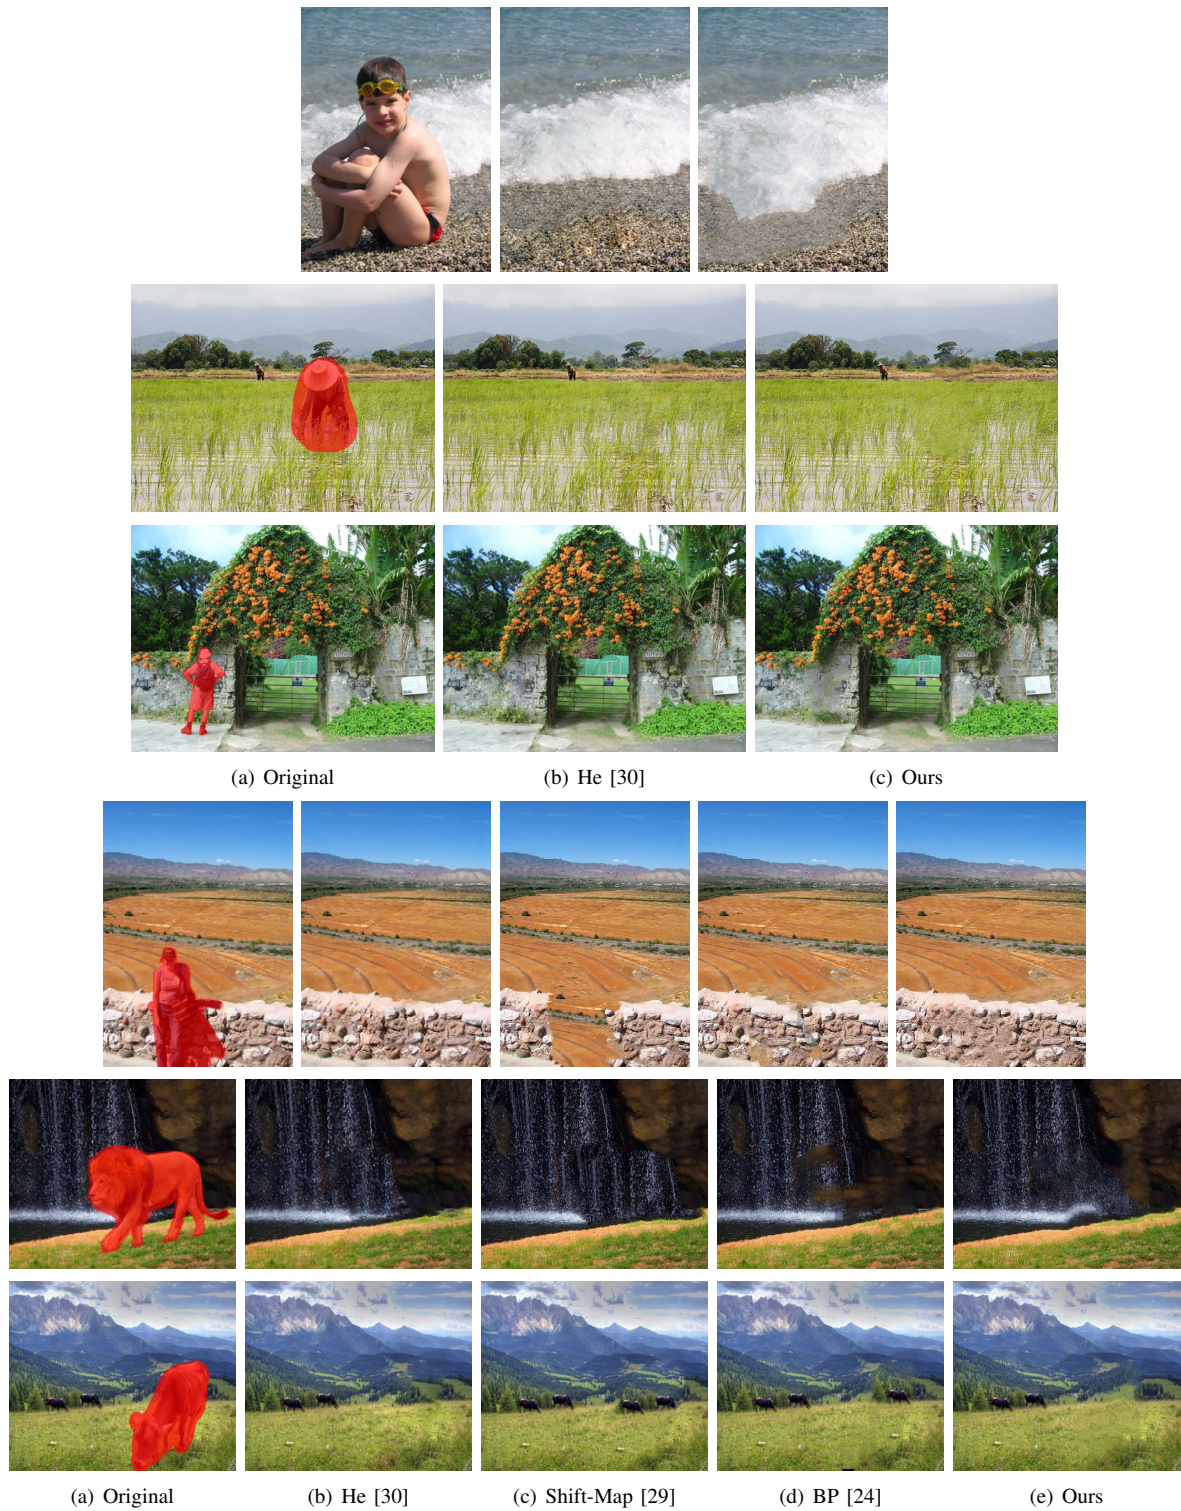 (a) Original
(b) He [30]
(c) Ours
(a) Original
(b) He [30]
(c) Shift-Map [29]
(d) BP [24]
(e) Ours